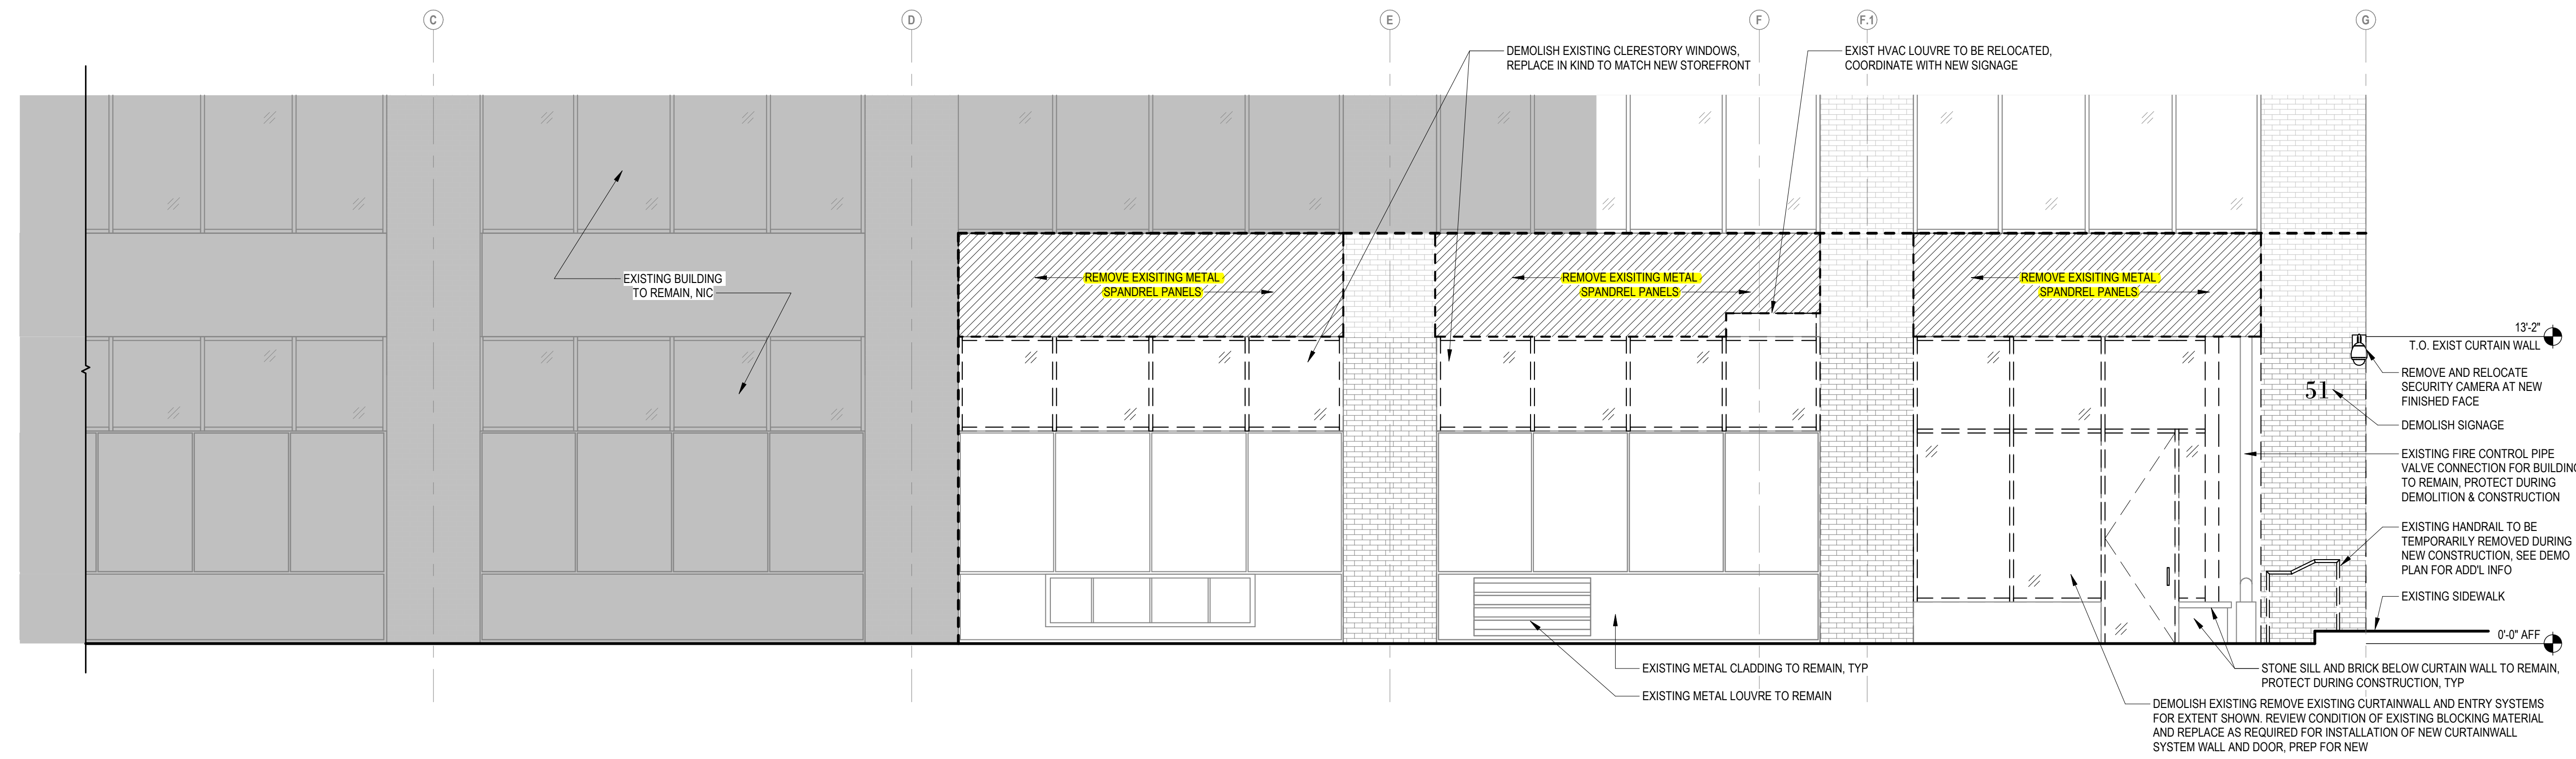 C
D
E
F
F.1
G
DEMOLISH EXISTING CLERESTORY WINDOWS,
REPLACE IN KIND TO MATCH NEW STOREFRONT
EXIST HVAC LOUVRE TO BE RELOCATED,
COORDINATE WITH NEW SIGNAGE
EXISTING BUILDING
TO REMAIN, NIC
REMOVE EXISITING METAL
SPANDREL PANELS
REMOVE EXISITING METAL
SPANDREL PANELS
REMOVE EXISITING METAL
SPANDREL PANELS
13'-2"
T.O. EXIST CURTAIN WALL
REMOVE AND RELOCATE
SECURITY CAMERA AT NEW
FINISHED FACE
51
DEMOLISH SIGNAGE
EXISTING FIRE CONTROL PIPE
VALVE CONNECTION FOR BUILDING
TO REMAIN, PROTECT DURING
DEMOLITION & CONSTRUCTION
EXISTING HANDRAIL TO BE
TEMPORARILY REMOVED DURING
NEW CONSTRUCTION, SEE DEMO
PLAN FOR ADD'L INFO
EXISTING SIDEWALK
0'-0" AFF
EXISTING METAL CLADDING TO REMAIN, TYP
EXISTING METAL LOUVRE TO REMAIN
STONE SILL AND BRICK BELOW CURTAIN WALL TO REMAIN,
PROTECT DURING CONSTRUCTION, TYP
DEMOLISH EXISTING REMOVE EXISTING CURTAINWALL AND ENTRY SYSTEMS
FOR EXTENT SHOWN. REVIEW CONDITION OF EXISTING BLOCKING MATERIAL
AND REPLACE AS REQUIRED FOR INSTALLATION OF NEW CURTAINWALL
SYSTEM WALL AND DOOR, PREP FOR NEW